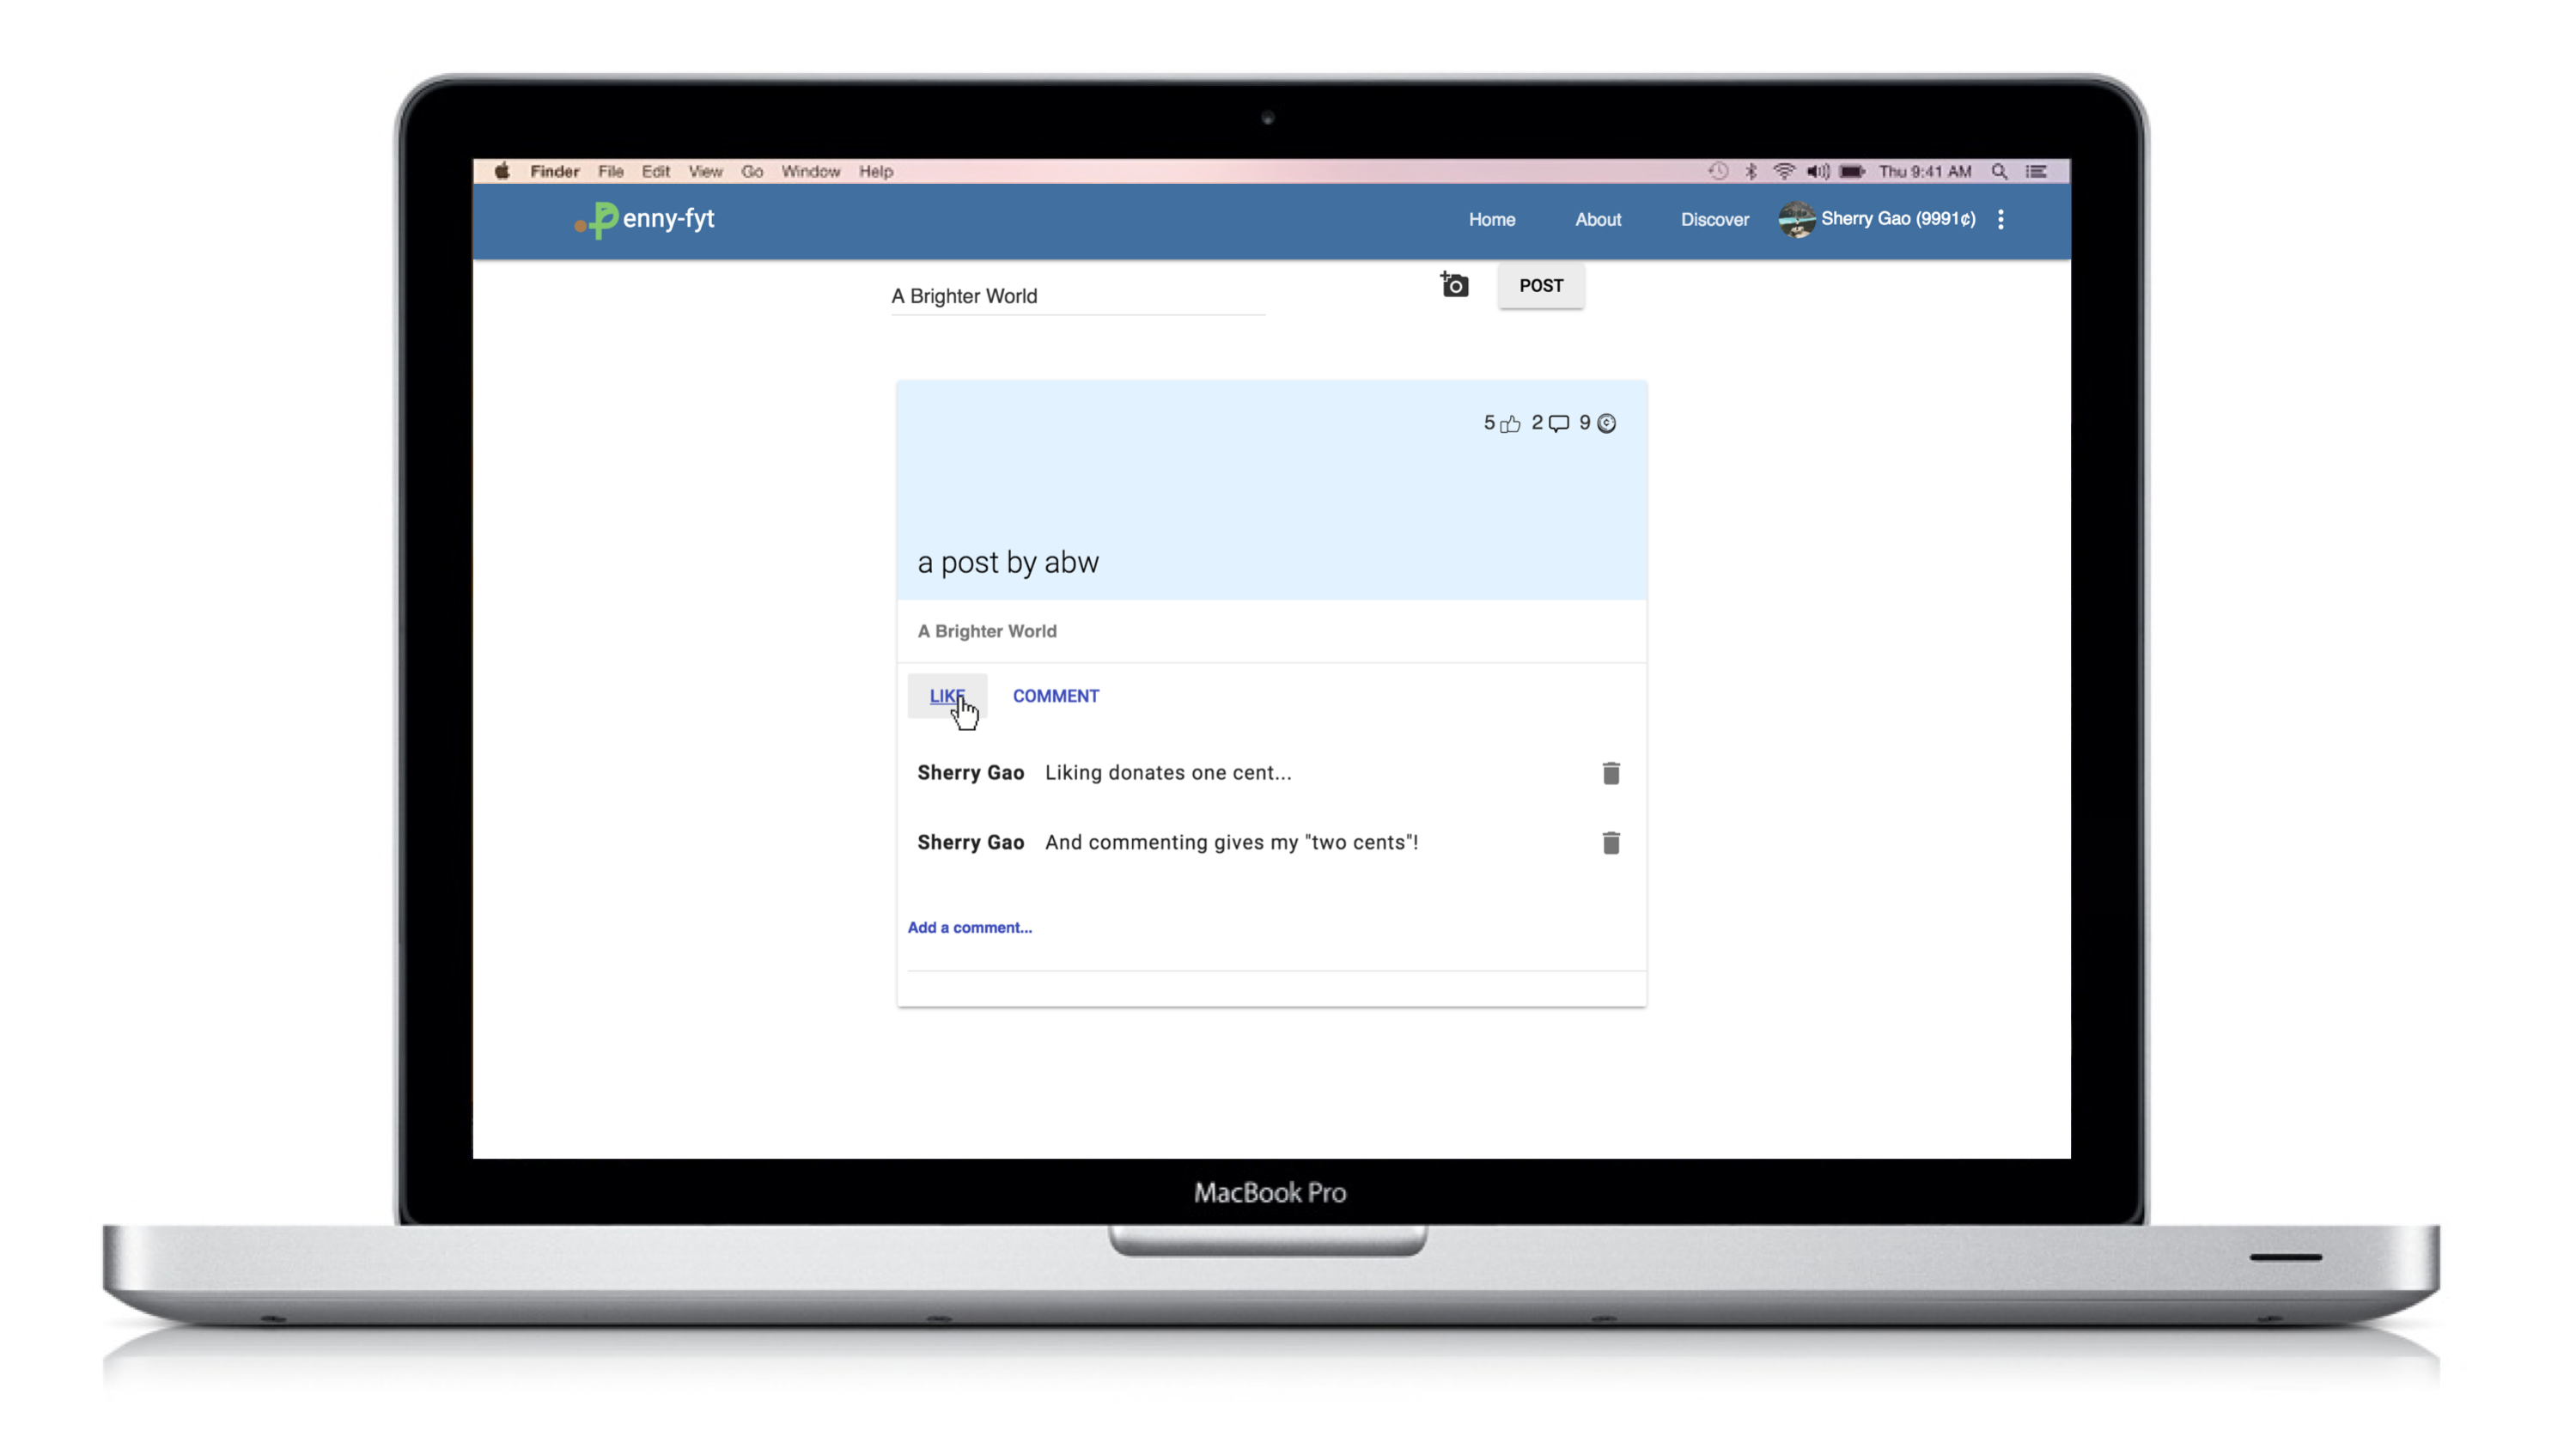 Finder File Edit View Go Window Help Thu 9:41 AM
Penny-fyt Home About Discover Sherry Gao (9991¢)
A Brighter World POST
5 2 9
a post by abw
A Brighter World
LIKE COMMENT
Sherry Gao Liking donates one cent...
Sherry Gao And commenting gives my "two cents"!
Add a comment...
MacBook Pro